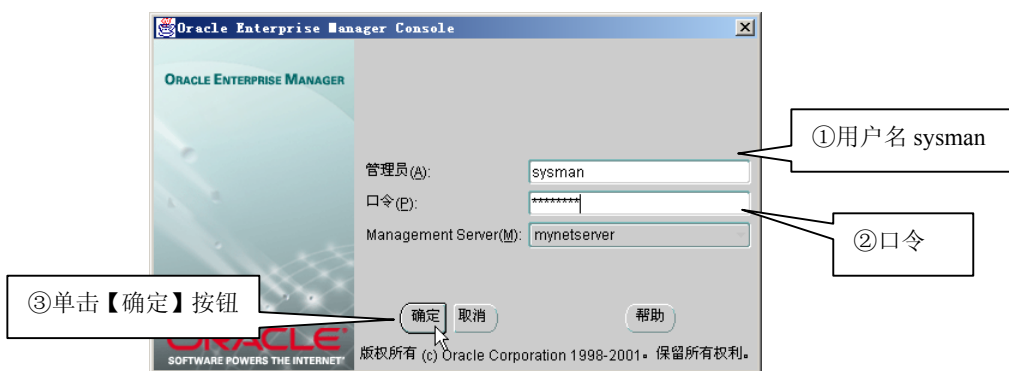 Oracle Enterprise Manager Console
ORACLE ENTERPRISE MANAGER
①用户名 sysman
管理员(A): sysman
口令(P): ********
②口令
Management Server(M): mynetserver
③单击【确定】按钮
确定 取消 帮助
ORACLE
SOFTWARE POWERS THE INTERNET
版权所有 (c) Oracle Corporation 1998-2001。保留所有权利。